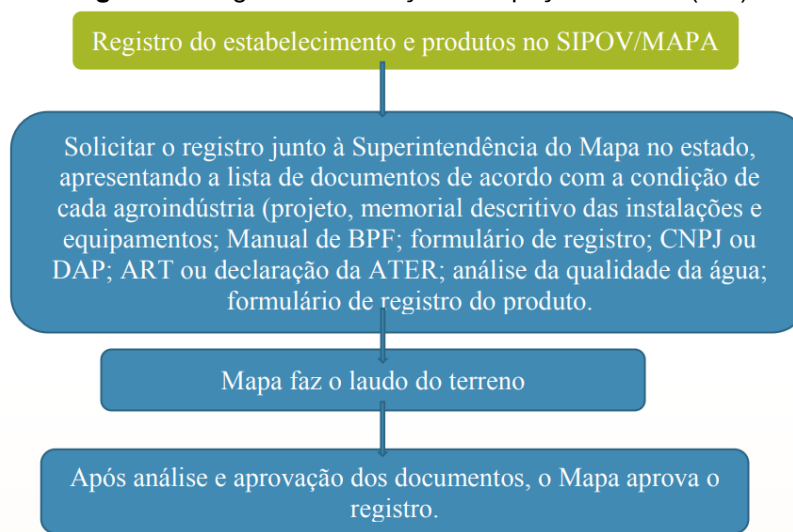 Registro do estabelecimento e produtos no SIPOV/MAPA
Solicitar o registro junto à Superintendência do Mapa no estado,
apresentando a lista de documentos de acordo com a condição de
cada agroindústria (projeto, memorial descritivo das instalações e
equipamentos; Manual de BPF; formulário de registro; CNPJ ou
DAP; ART ou declaração da ATER; análise da qualidade da água;
formulário de registro do produto.
Mapa faz o laudo do terreno
Após análise e aprovação dos documentos, o Mapa aprova o
registro.